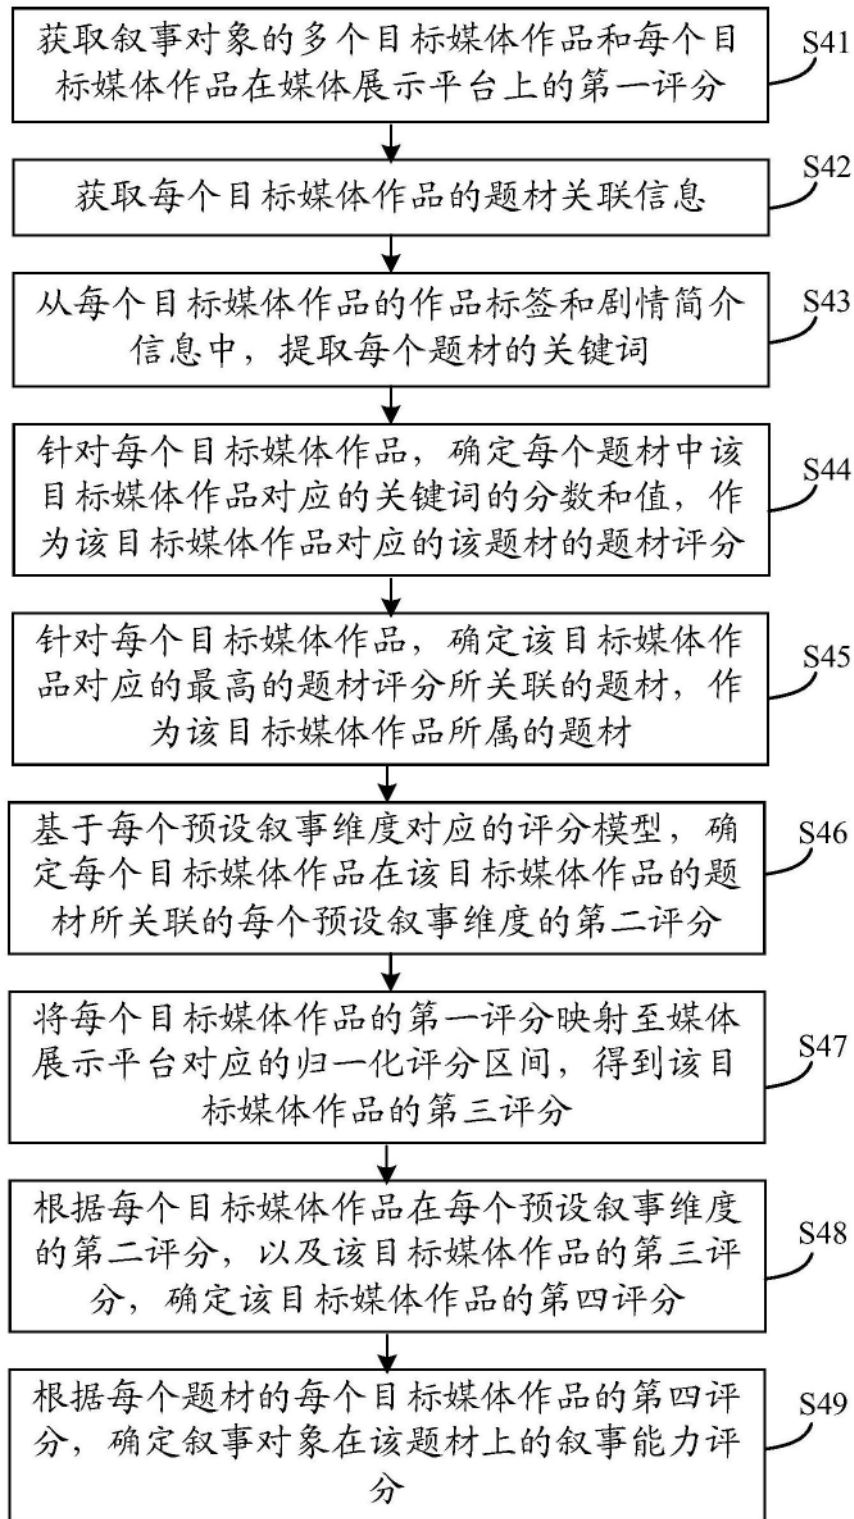 获取叙事对象的多个目标媒体作品和每个目
标媒体作品在媒体展示平台上的第一评分
S41
获取每个目标媒体作品的题材关联信息
S42
从每个目标媒体作品的作品标签和剧情简介
信息中，提取每个题材的关键词
S43
针对每个目标媒体作品，确定每个题材中该
目标媒体作品对应的关键词的分数和值，作
为该目标媒体作品对应的该题材的题材评分
S44
针对每个目标媒体作品，确定该目标媒体作
品对应的最高的题材评分所关联的题材，作
为该目标媒体作品所属的题材
S45
基于每个预设叙事维度对应的评分模型，确
定每个目标媒体作品在该目标媒体作品的题
材所关联的每个预设叙事维度的第二评分
S46
将每个目标媒体作品的第一评分映射至媒体
展示平台对应的归一化评分区间，得到该目
标媒体作品的第三评分
S47
根据每个目标媒体作品在每个预设叙事维度
的第二评分，以及该目标媒体作品的第三评
分，确定该目标媒体作品的第四评分
S48
根据每个题材的每个目标媒体作品的第四评
分，确定叙事对象在该题材上的叙事能力评
分
S49